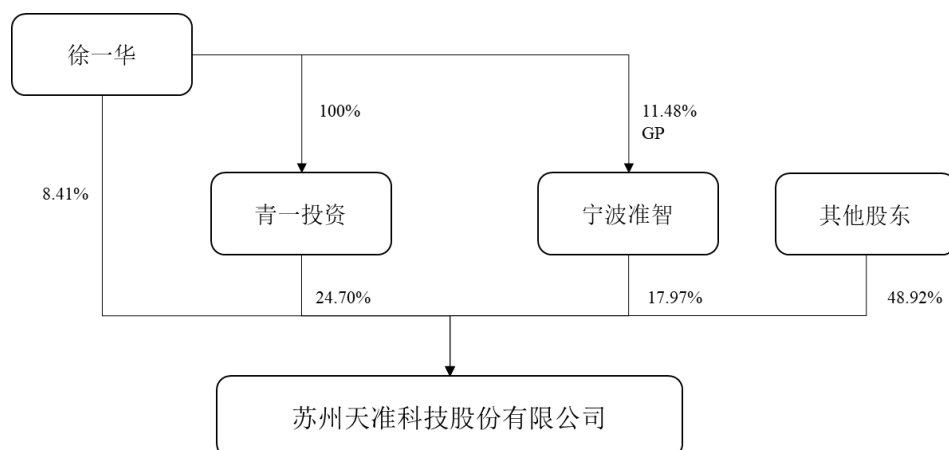 徐一华
100%
11.48%
GP
8.41%
青一投资
宁波准智
其他股东
24.70%
17.97%
48.92%
苏州天准科技股份有限公司